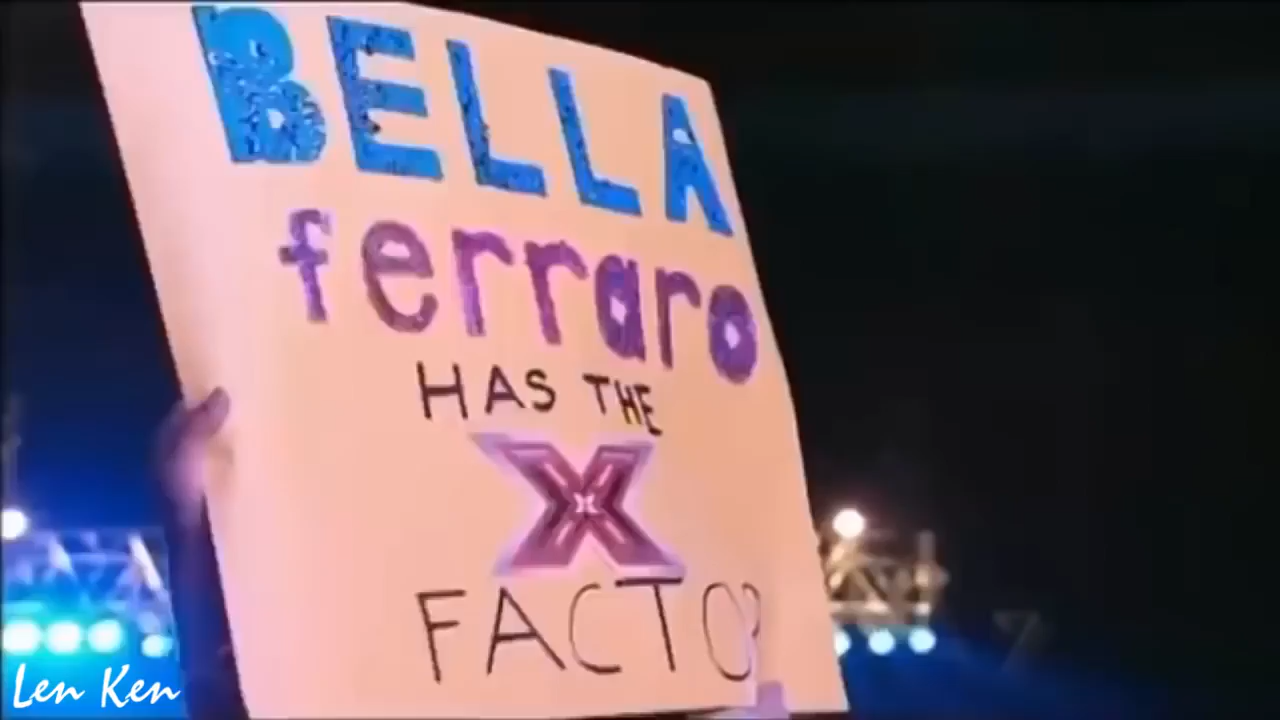 BELLA
ferraro
HAS THE
X
FACTOR
Len Ken